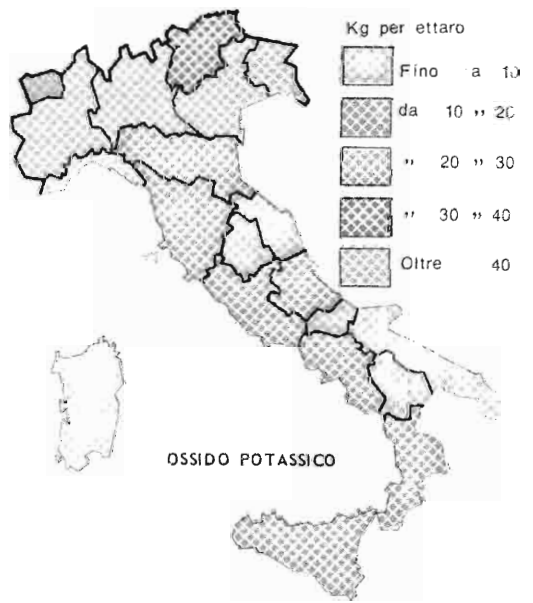 Kg per ettaro
Fino a 10
da 10 ,, 20
,, 20 ,, 30
,, 30 ,, 40
Oltre 40
OSSIDO POTASSICO